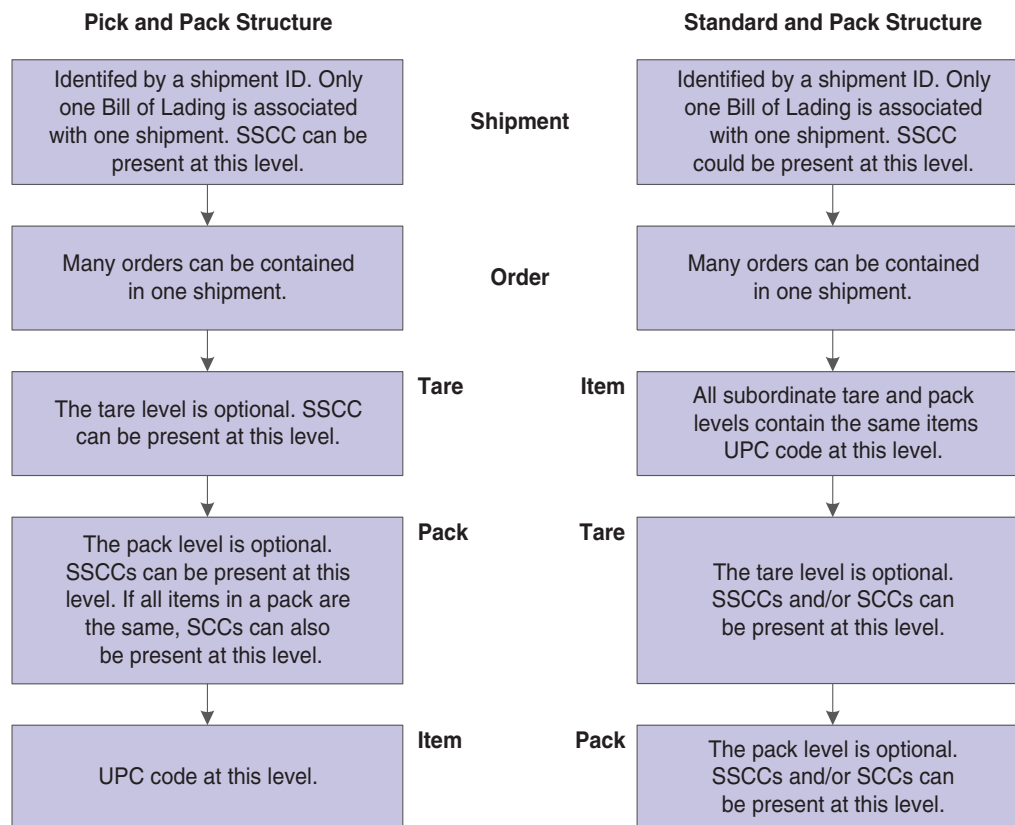 Pick and Pack Structure
Identifed by a shipment ID. Only
one Bill of Lading is associated
with one shipment. SSCC can be
present at this level.
Many orders can be contained
in one shipment.
Tare
The tare level is optional. SSCC
can be present at this level.
Pack
The pack level is optional.
SSCCs can be present at this
level. If all items in a pack are
the same, SCCs can also
be present at this level.
Item
UPC code at this level.
Shipment
Order
Standard and Pack Structure
Identified by a shipment ID. Only
one Bill of Lading is associated
with one shipment. SSCC
could be present at this level.
Many orders can be contained
in one shipment.
Item
All subordinate tare and pack
levels contain the same items
UPC code at this level.
Tare
The tare level is optional.
SSCCs and/or SCCs can
be present at this level.
Pack
The pack level is optional.
SSCCs and/or SCCs can
be present at this level.